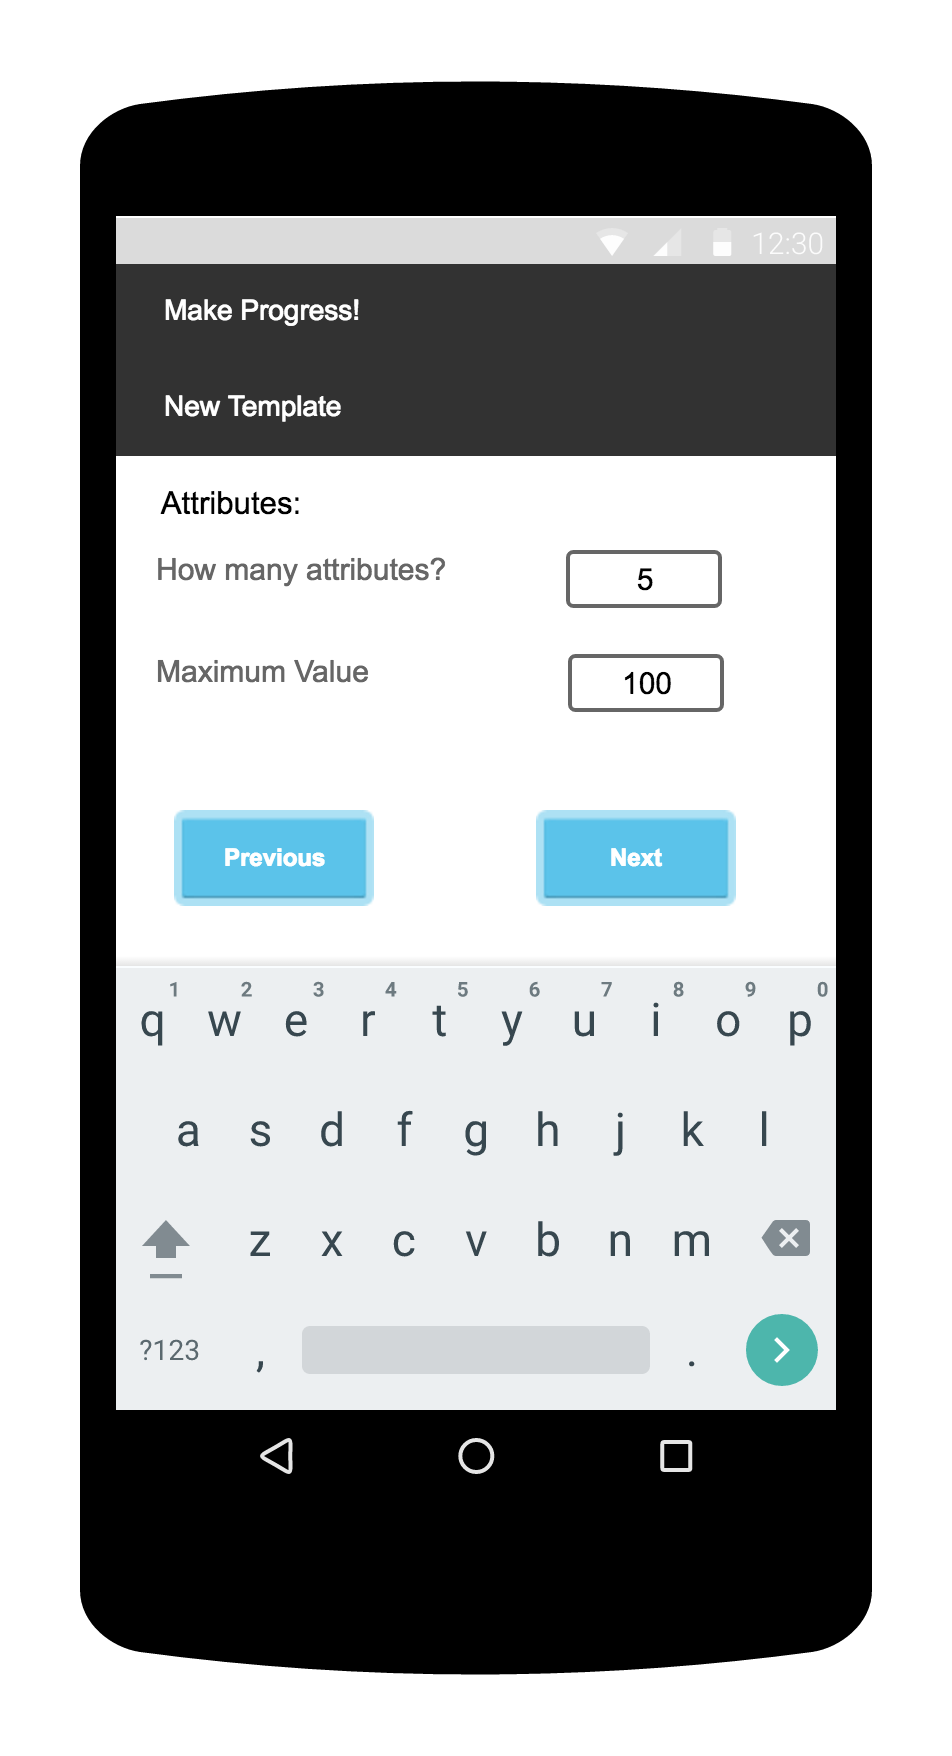 12:30
Make Progress!
New Template
Attributes:
How many attributes? 5
Maximum Value 100
Previous Next
1 2 3 4 5 6 7 8 9 0
q w e r t y u i o p
a s d f g h j k l
z x c v b n m
?123 , .